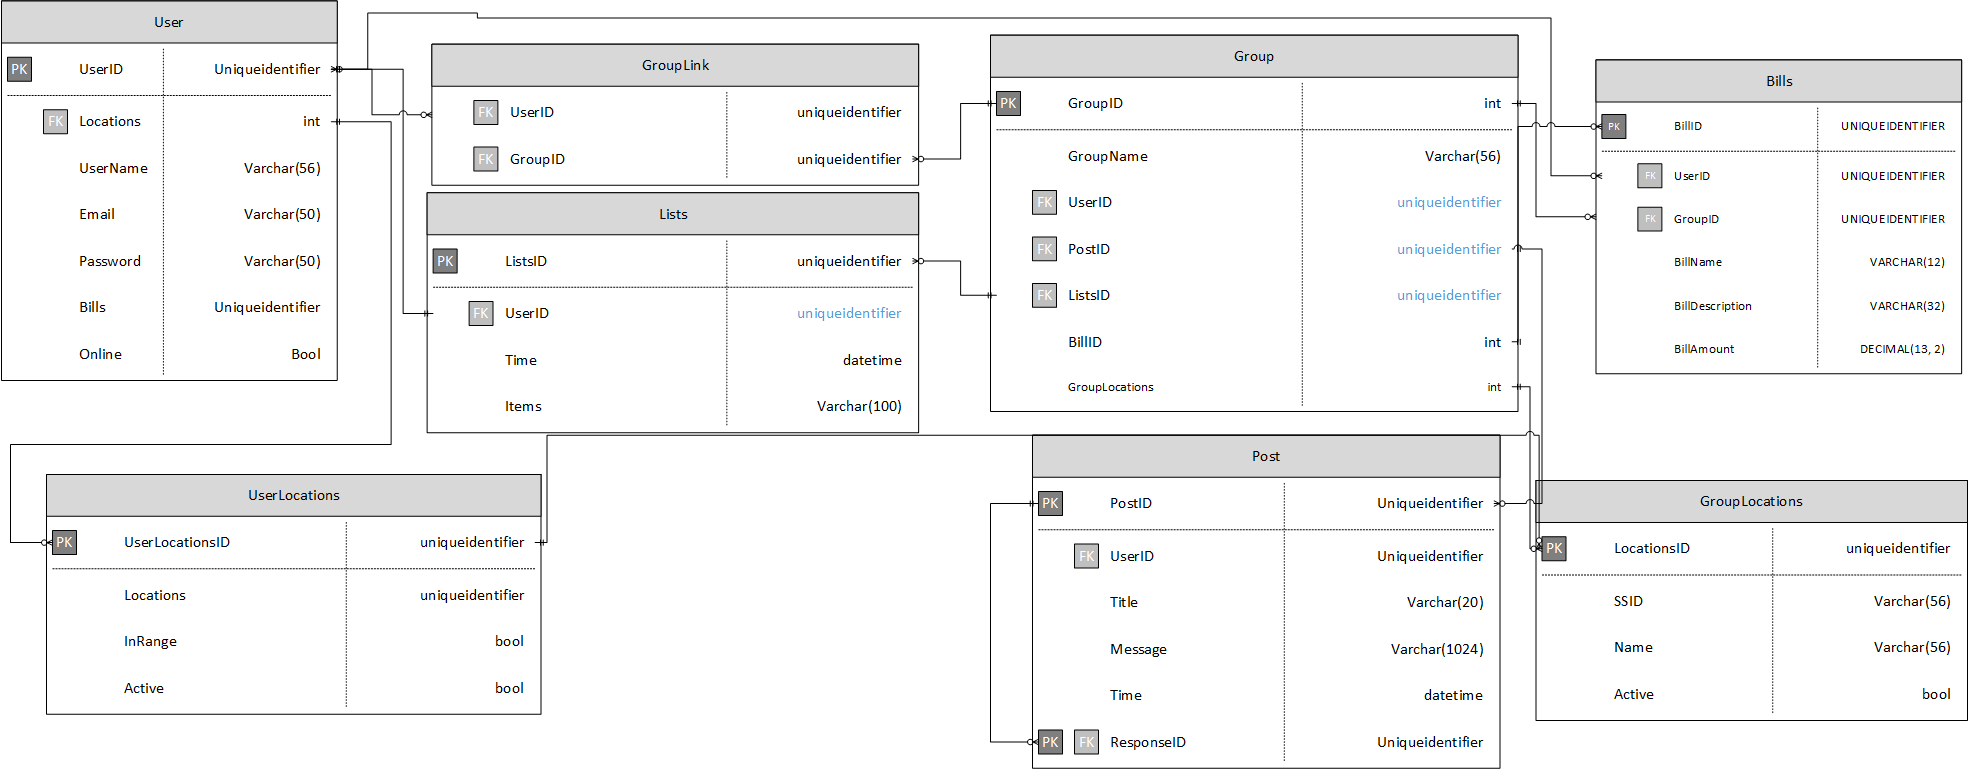 User
PK UserID Uniqueidentifier
FK Locations int
UserName Varchar(56)
Email Varchar(50)
Password Varchar(50)
Bills Uniqueidentifier
Online Bool
GroupLink
FK UserID uniqueidentifier
FK GroupID uniqueidentifier
Lists
PK ListsID uniqueidentifier
FK UserID uniqueidentifier
Time datetime
Items Varchar(100)
Group
PK GroupID int
GroupName Varchar(56)
FK UserID uniqueidentifier
FK PostID uniqueidentifier
FK ListsID uniqueidentifier
BillID int
GroupLocations int
Bills
PK BillID UNIQUEIDENTIFIER
FK UserID UNIQUEIDENTIFIER
FK GroupID UNIQUEIDENTIFIER
BillName VARCHAR(12)
BillDescription VARCHAR(32)
BillAmount DECIMAL(13, 2)
UserLocations
PK UserLocationsID uniqueidentifier
Locations uniqueidentifier
InRange bool
Active bool
Post
PK PostID Uniqueidentifier
FK UserID Uniqueidentifier
Title Varchar(20)
Message Varchar(1024)
Time datetime
PK FK ResponseID Uniqueidentifier
GroupLocations
PK LocationsID uniqueidentifier
SSID Varchar(56)
Name Varchar(56)
Active bool